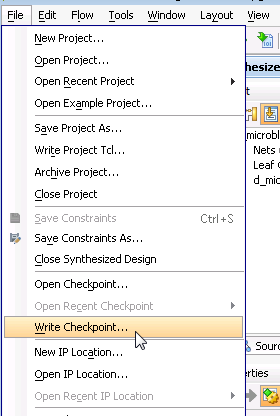 File Edit Flow Tools Window Layout View
New Project...
Open Project...
Open Recent Project
Open Example Project...
Save Project As...
Write Project Tcl...
Archive Project...
Close Project
Save Constraints Ctrl+S
Save Constraints As...
Close Synthesized Design
Open Checkpoint...
Open Recent Checkpoint
Write Checkpoint...
New IP Location...
Open IP Location...
Open Recent IP Location
hesize
t
microbl
Nets (
Leaf C
d_mic
Sour
erties